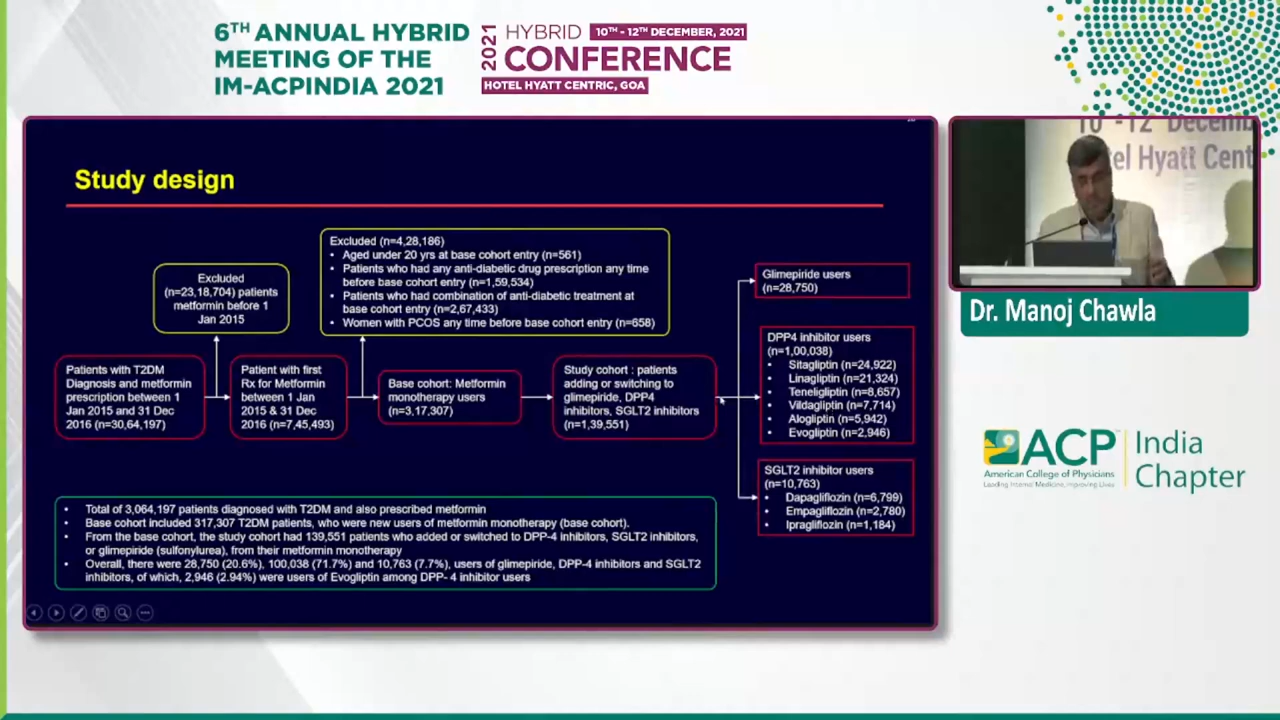 6TH ANNUAL HYBRID
MEETING OF THE
IM-ACPINDIA 2021
2021
HYBRID
10TH - 12TH DECEMBER, 2021
CONFERENCE
HOTEL HYATT CENTRIC, GOA
Study design
Excluded
(n=23,18,704) patients
metformin before 1
Jan 2015
Excluded (n=4,28,186)
• Aged under 20 yrs at base cohort entry (n=561)
• Patients who had any anti-diabetic drug prescription any time
before base cohort entry (n=1,59,534)
• Patients who had combination of anti-diabetic treatment at
base cohort entry (n=2,67,433)
• Women with PCOS any time before base cohort entry (n=658)
Patients with T2DM
Diagnosis and metformin
prescription between 1
Jan 2015 and 31 Dec
2016 (n=30,64,197)
Patient with first
Rx for Metformin
between 1 Jan
2015 & 31 Dec
2016 (n=7,45,493)
Base cohort: Metformin
monotherapy users
(n=3,17,307)
Study cohort : patients
adding or switching to
glimepiride, DPP4
inhibitors, SGLT2 inhibitors
(n=1,39,551)
Glimepiride users
(n=28,750)
DPP4 inhibitor users
(n=1,00,038)
• Sitagliptin (n=24,922)
• Linagliptin (n=21,324)
• Teneligliptin (n=8,657)
• Vildagliptin (n=7,714)
• Alogliptin (n=5,942)
• Evogliptin (n=2,946)
SGLT2 inhibitor users
(n=10,763)
• Dapagliflozin (n=6,799)
• Empagliflozin (n=2,780)
• Ipragliflozin (n=1,184)
• Total of 3,064,197 patients diagnosed with T2DM and also prescribed metformin
• Base cohort included 317,307 T2DM patients, who were new users of metformin monotherapy (base cohort).
• From the base cohort, the study cohort had 139,551 patients who added or switched to DPP-4 inhibitors, SGLT2 inhibitors,
or glimepiride (sulfonylurea), from their metformin monotherapy
• Overall, there were 28,750 (20.6%), 100,038 (71.7%) and 10,763 (7.7%), users of glimepiride, DPP-4 inhibitors and SGLT2
inhibitors, of which, 2,946 (2.94%) were users of Evogliptin among DPP- 4 inhibitor users
10 -12 Decemb
tel Hyatt Cent
Dr. Manoj Chawla
ACP
American College of Physicians
Leading Internal Medicine, Improving Lives
India
Chapter